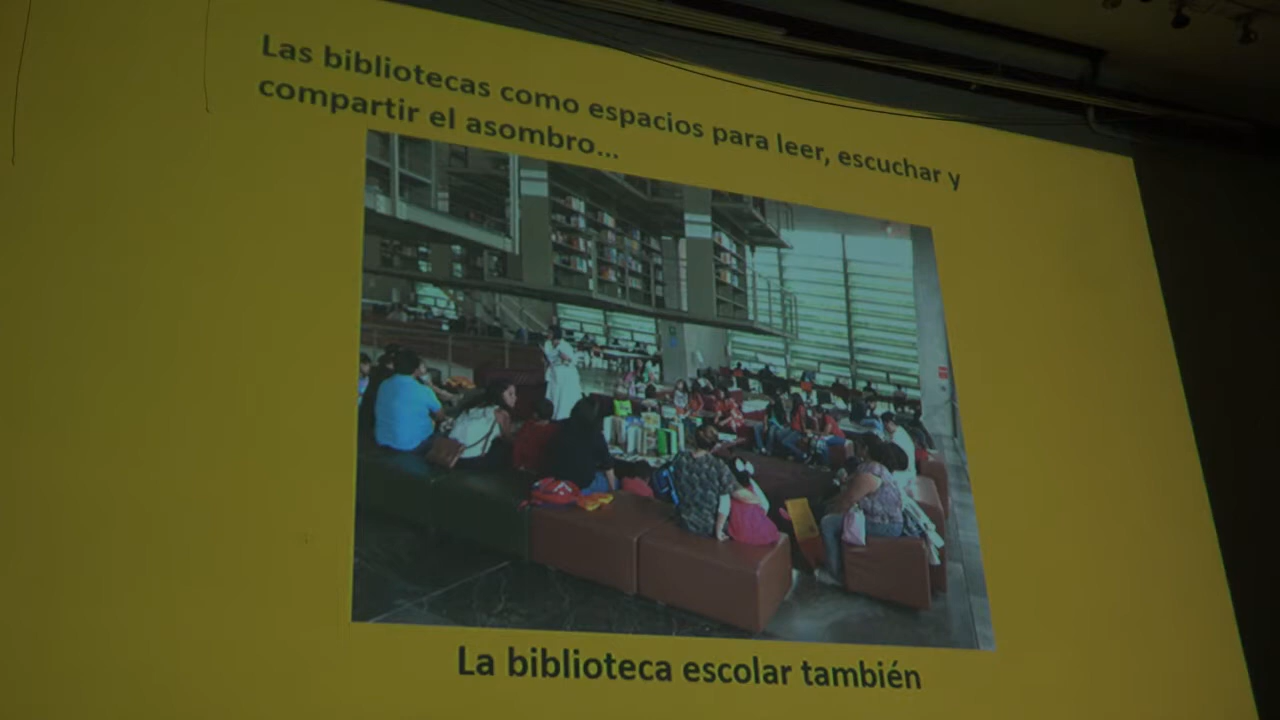 Las bibliotecas como espacios para leer, escuchar y
compartir el asombro...
La biblioteca escolar también